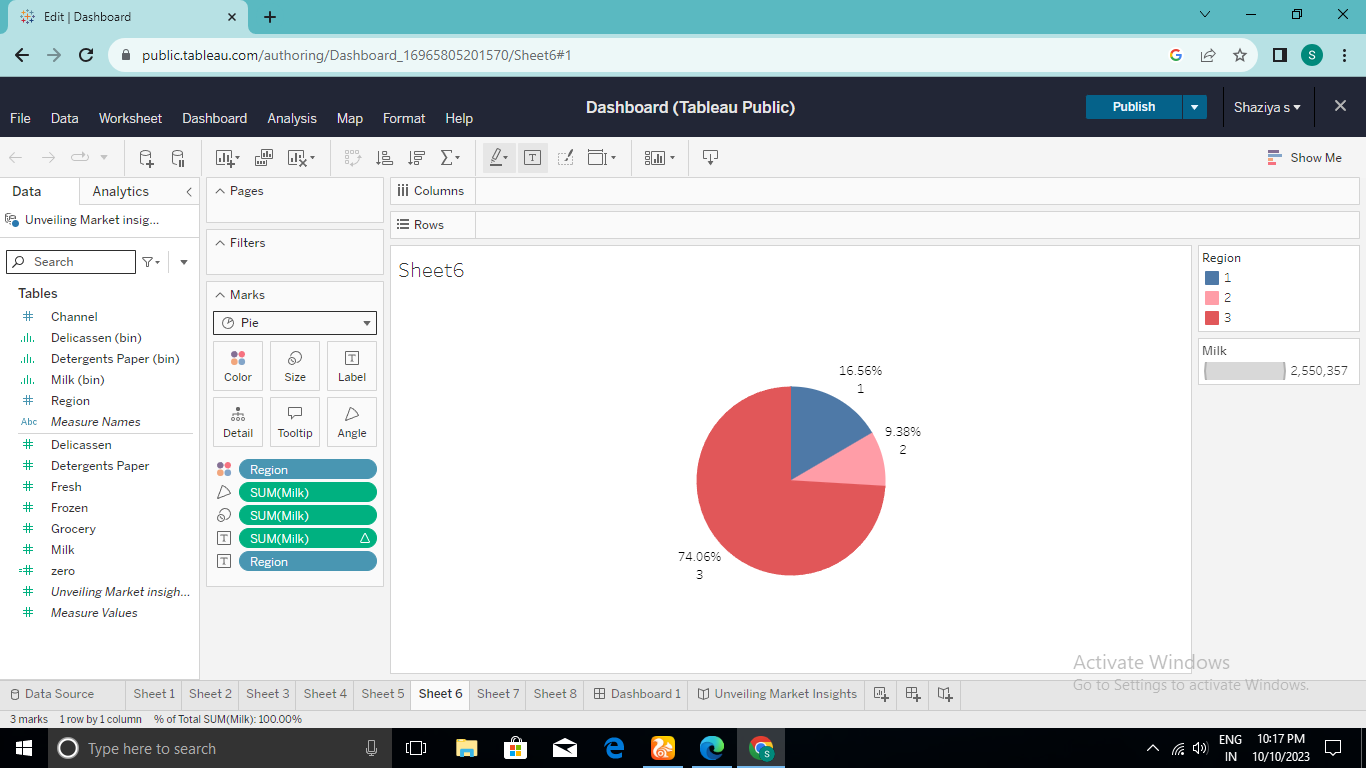 Edit | Dashboard
public.tableau.com/authoring/Dashboard_16965805201570/Sheet6#1
S
Dashboard (Tableau Public)
Publish
Shaziya s
File Data Worksheet Dashboard Analysis Map Format Help
Show Me
Data Analytics
Unveiling Market insig...
Search
Tables
Channel
Delicassen (bin)
Detergents Paper (bin)
Milk (bin)
Region
Abc Measure Names
Delicassen
Detergents Paper
Fresh
Frozen
Grocery
Milk
zero
Unveiling Market insigh...
Measure Values
Pages
Filters
Marks
Pie
Color Size Label
Detail Tooltip Angle
Region
SUM(Milk)
SUM(Milk)
SUM(Milk)
Region
Columns
Rows
Sheet6
16.56%
1
9.38%
2
74.06%
3
Region
1
2
3
Milk
2,550,357
Activate Windows
Go to Settings to activate Windows.
Data Source Sheet 1 Sheet 2 Sheet 3 Sheet 4 Sheet 5 Sheet 6 Sheet 7 Sheet 8 Dashboard 1 Unveiling Market Insights
3 marks 1 row by 1 column % of Total SUM(Milk): 100.00%
Type here to search
ENG
IN
10:17 PM
10/10/2023